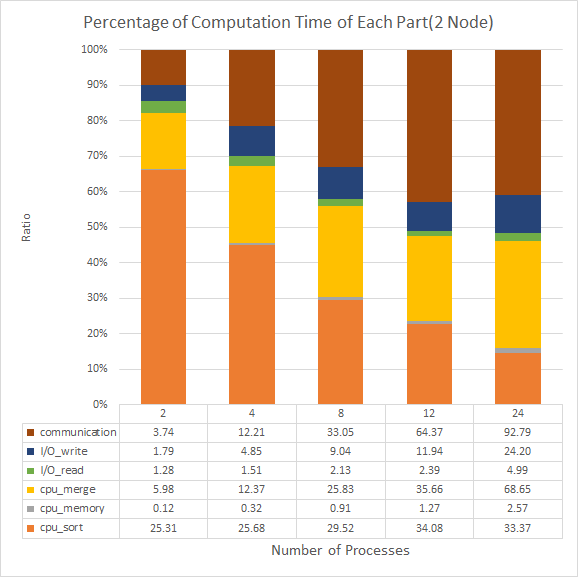 Percentage of Computation Time of Each Part(2 Node)
100%
90%
80%
70%
60%
50%
40%
30%
20%
10%
0%
Ratio
2 4 8 12 24
communication 3.74 12.21 33.05 64.37 92.79
I/O_write 1.79 4.85 9.04 11.94 24.20
I/O_read 1.28 1.51 2.13 2.39 4.99
cpu_merge 5.98 12.37 25.83 35.66 68.65
cpu_memory 0.12 0.32 0.91 1.27 2.57
cpu_sort 25.31 25.68 29.52 34.08 33.37
Number of Processes